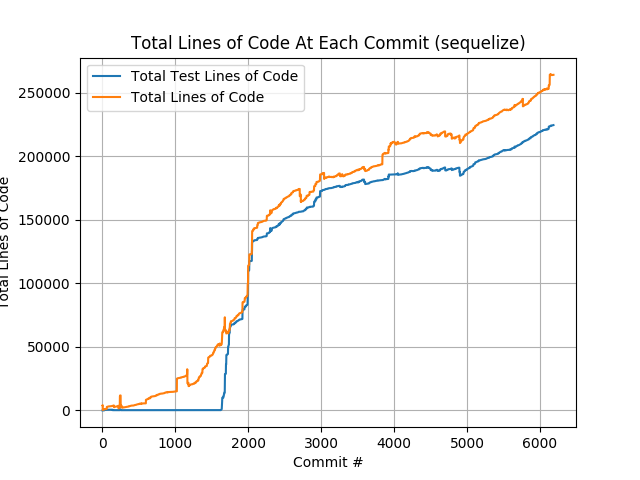 Total Lines of Code At Each Commit (sequelize)
Total Test Lines of Code
Total Lines of Code
250000
200000
150000
100000
50000
0
Total Lines of Code
0 1000 2000 3000 4000 5000 6000
Commit #